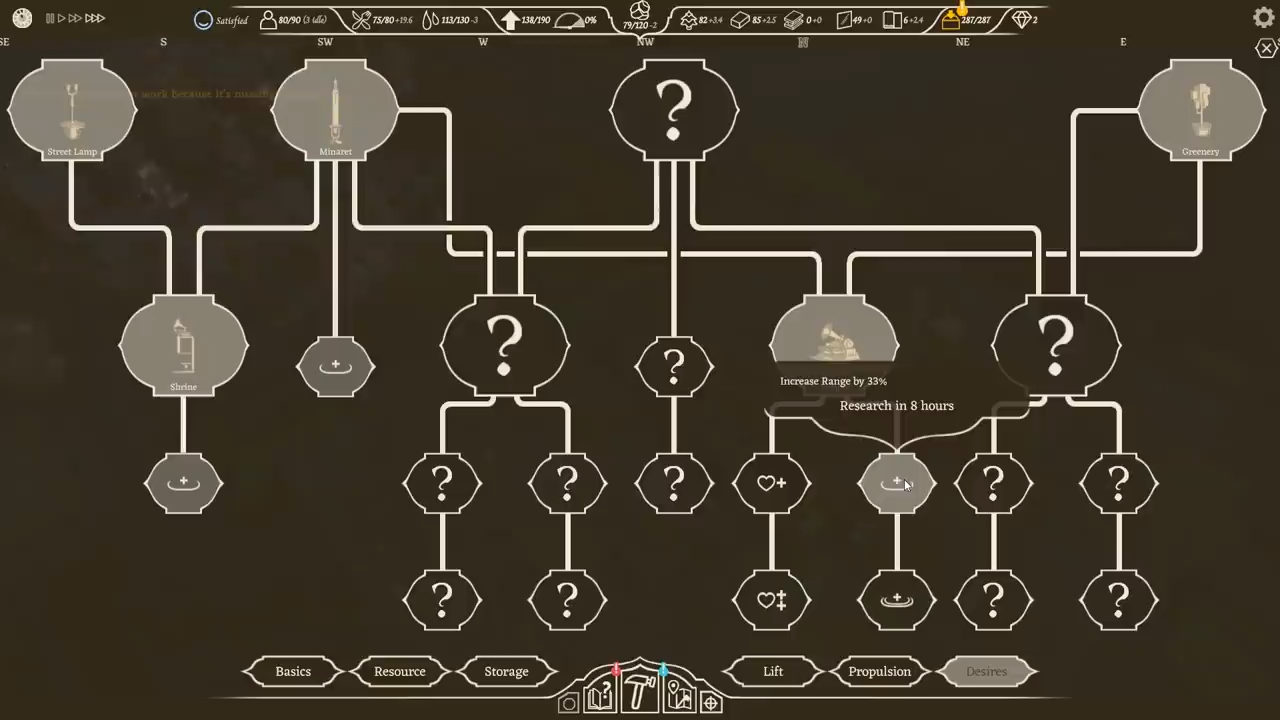 Satisfied 80/90 (3 idle) 75/80 +19.6 113/130 -3 138/190 0% 79/120 -2 82 +3.4 85 +2.5 0 +0 49 +0 6 +2.4 287/287 2
SE S SW W NW N NE E
work because it's
Street Lamp Minaret ? Greenery
Shrine ? ? ?
Increase Range by 33%
Research in 8 hours
? ? ? ? ?
? ? ? ?
Basics Resource Storage Lift Propulsion Desires